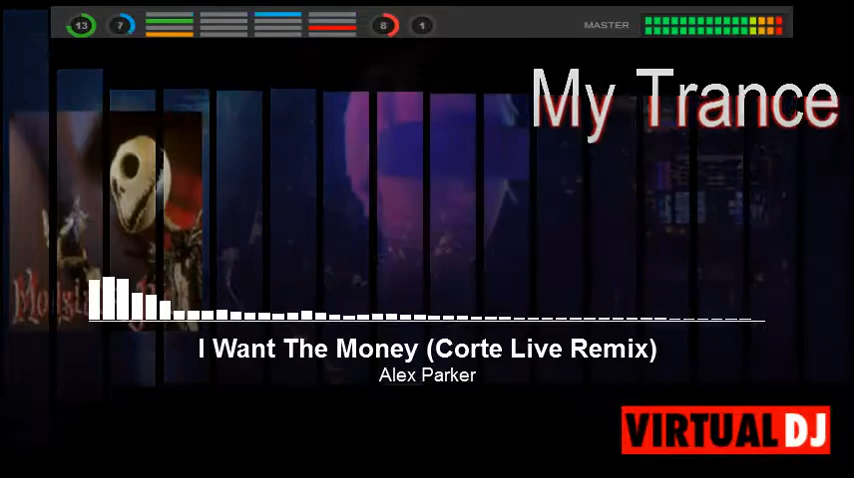 13 7 8 1 MASTER
My Trance
I Want The Money (Corte Live Remix)
Alex Parker
VIRTUAL DJ